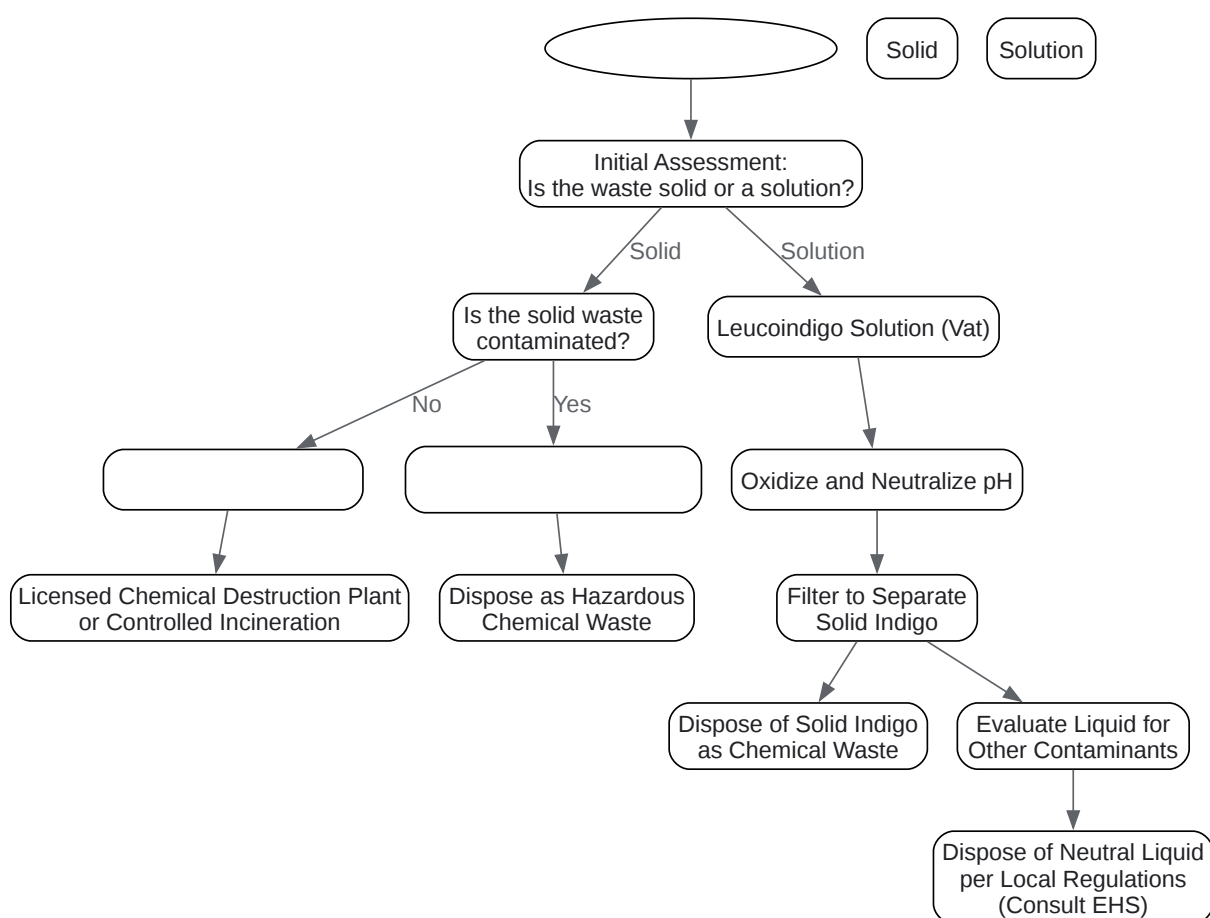 Solid
Solution
Initial Assessment:
Is the waste solid or a solution?
Solid
Solution
Is the solid waste
contaminated?
Leucoindigo Solution (Vat)
No
Yes
Oxidize and Neutralize pH
Licensed Chemical Destruction Plant
or Controlled Incineration
Dispose as Hazardous
Chemical Waste
Filter to Separate
Solid Indigo
Dispose of Solid Indigo
as Chemical Waste
Evaluate Liquid for
Other Contaminants
Dispose of Neutral Liquid
per Local Regulations
(Consult EHS)